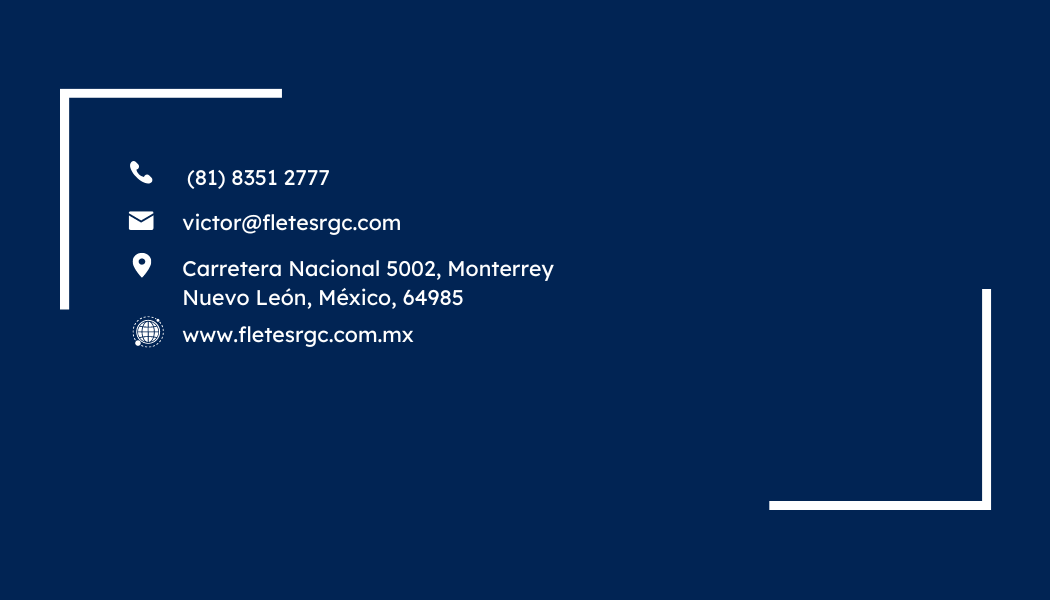 (81) 8351 2777
victor@fletesrgc.com
Carretera Nacional 5002, Monterrey
Nuevo León, México, 64985
www.fletesrgc.com.mx